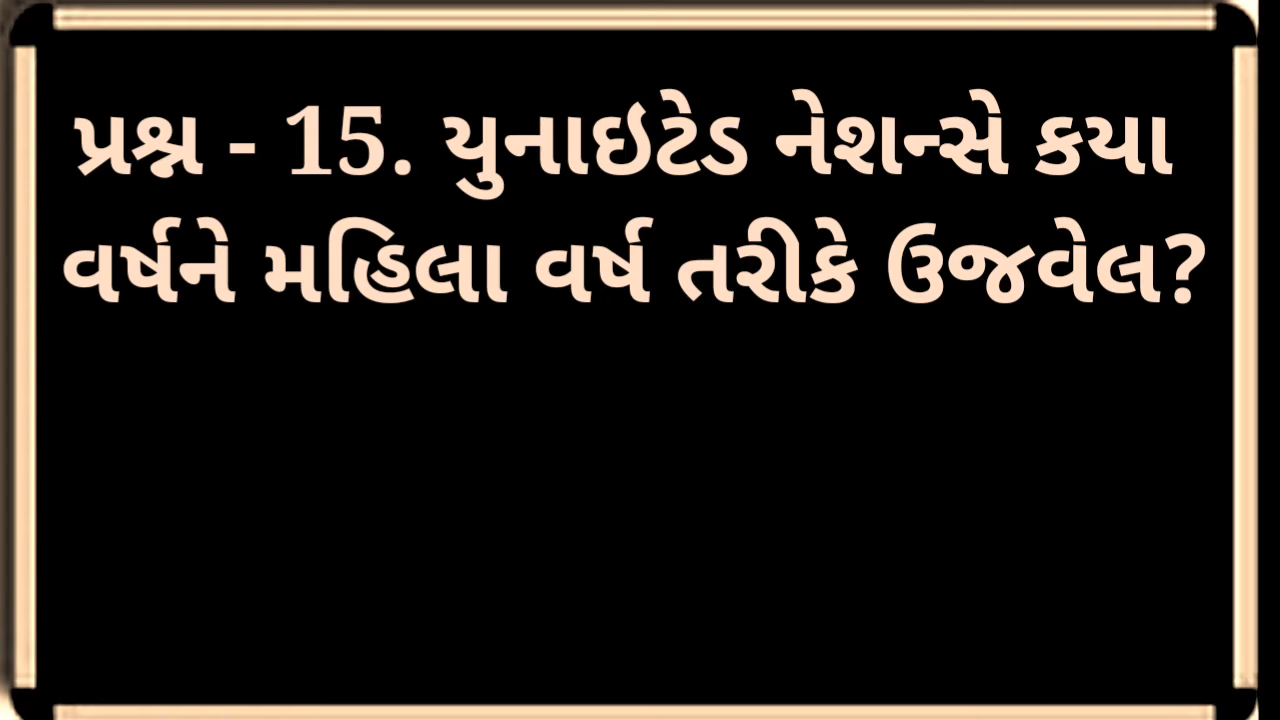 પ્રશ્ન - 15. યુનાઇટેડ નેશન્સે કયા
વર્ષને મહિલા વર્ષ તરીકે ઉજવેલ?